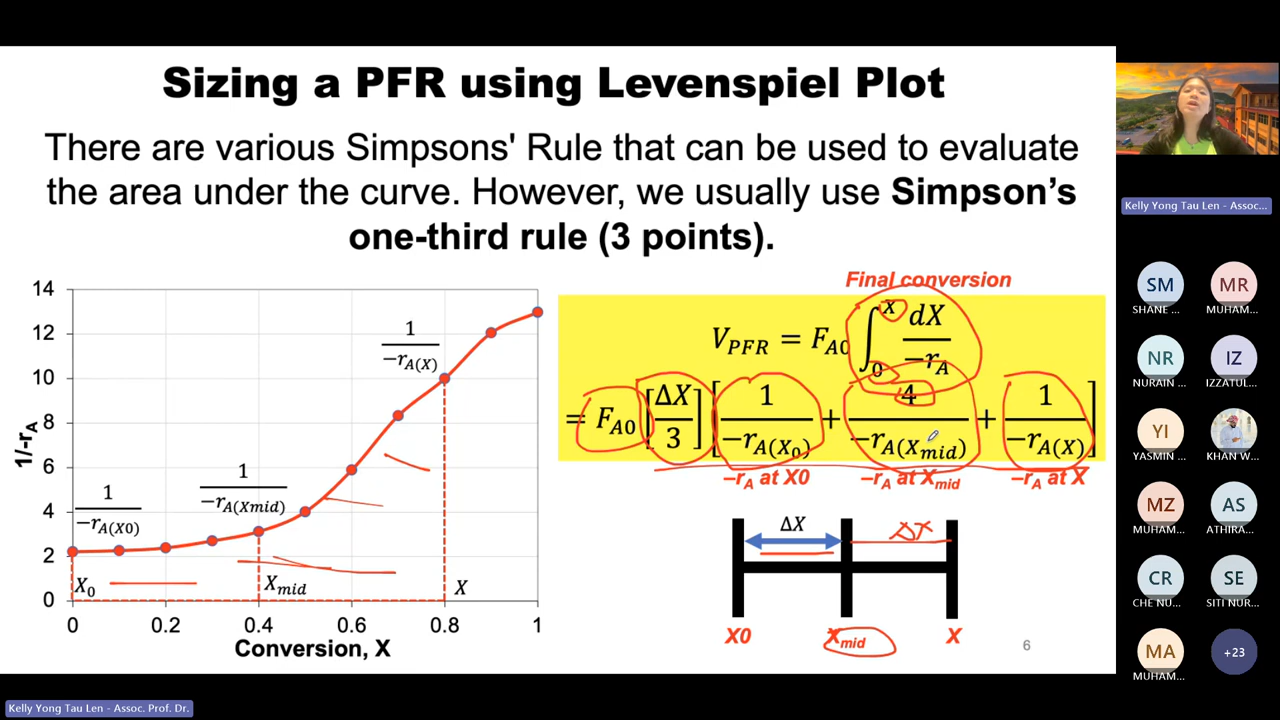 Sizing a PFR using Levenspiel Plot
There are various Simpsons' Rule that can be used to evaluate
the area under the curve. However, we usually use Simpson's
one-third rule (3 points).
Final conversion
V_PFR = F_A0 ∫_0^X dX/-r_A
= F_A0 [ΔX/3] [1/-r_A(X_0) + 4/-r_A(X_mid) + 1/-r_A(X)]
–r_A at X0
–r_A at X_mid
–r_A at X
14
12
10
8
6
4
2
0
1/-r_A
1/-r_A(X0)
1/-r_A(Xmid)
1/-r_A(X)
X_0
X_mid
X
0 0.2 0.4 0.6 0.8 1
Conversion, X
ΔX
ΔX
X0
X_mid
X
6
Kelly Yong Tau Len - Assoc...
SM
SHANE ...
MR
MUHAM...
NR
NURAIN ...
IZ
IZZATUL...
YI
YASMIN ...
KHAN W...
MZ
MUHAM...
AS
ATHIRA...
CR
CHE NU...
SE
SITI NUR...
MA
MUHAM...
+23
Kelly Yong Tau Len - Assoc. Prof. Dr.